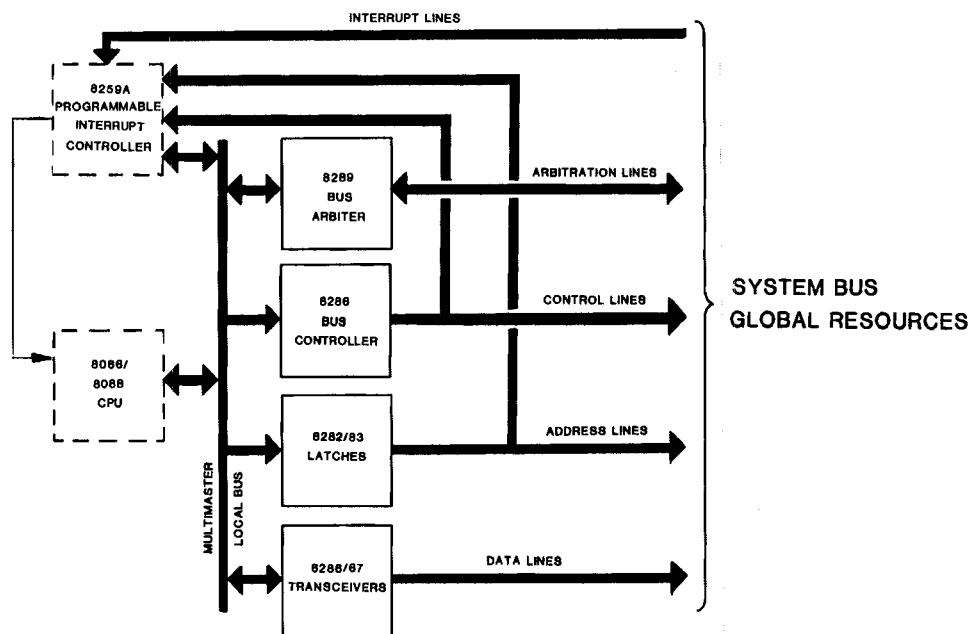 INTERRUPT LINES
8259A
PROGRAMMABLE
INTERRUPT
CONTROLLER
8289
BUS
ARBITER
ARBITRATION LINES
8286
BUS
CONTROLLER
CONTROL LINES
SYSTEM BUS
GLOBAL RESOURCES
8086/
8088
CPU
8282/83
LATCHES
ADDRESS LINES
MULTIMASTER
LOCAL BUS
8286/87
TRANSCEIVERS
DATA LINES